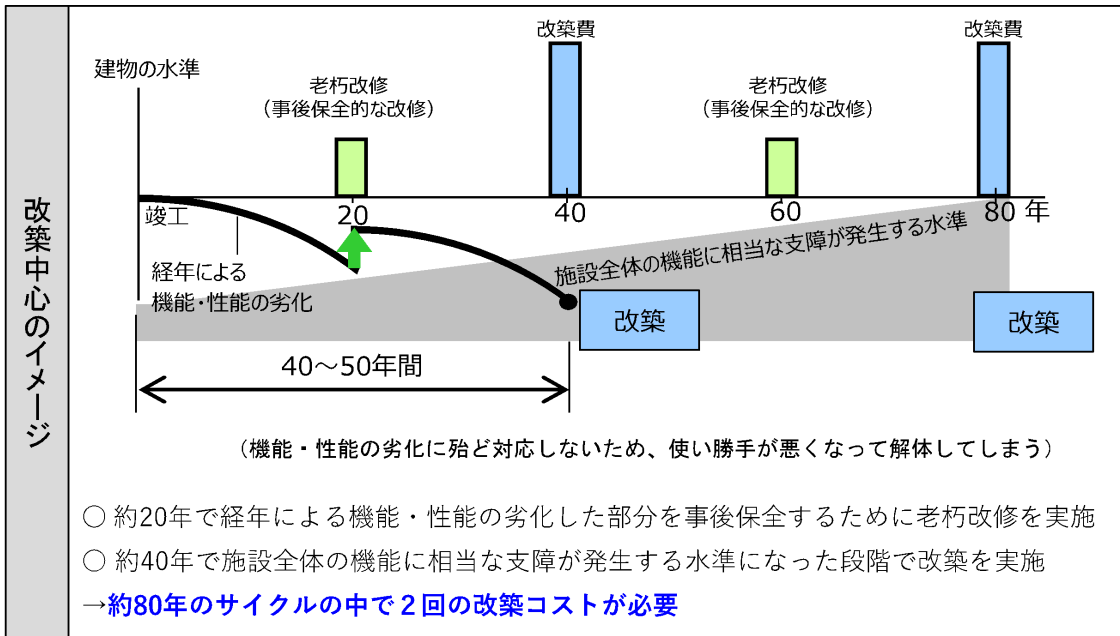 改築中心のイメージ
改築費
改築費
建物の水準
老朽改修
（事後保全的な改修）
老朽改修
（事後保全的な改修）
竣工
20
40
60
80 年
経年による
機能・性能の劣化
施設全体の機能に相当な支障が発生する水準
改築
改築
40～50年間
（機能・性能の劣化に殆ど対応しないため、使い勝手が悪くなって解体してしまう）
○ 約20年で経年による機能・性能の劣化した部分を事後保全するために老朽改修を実施
○ 約40年で施設全体の機能に相当な支障が発生する水準になった段階で改築を実施
→約80年のサイクルの中で２回の改築コストが必要